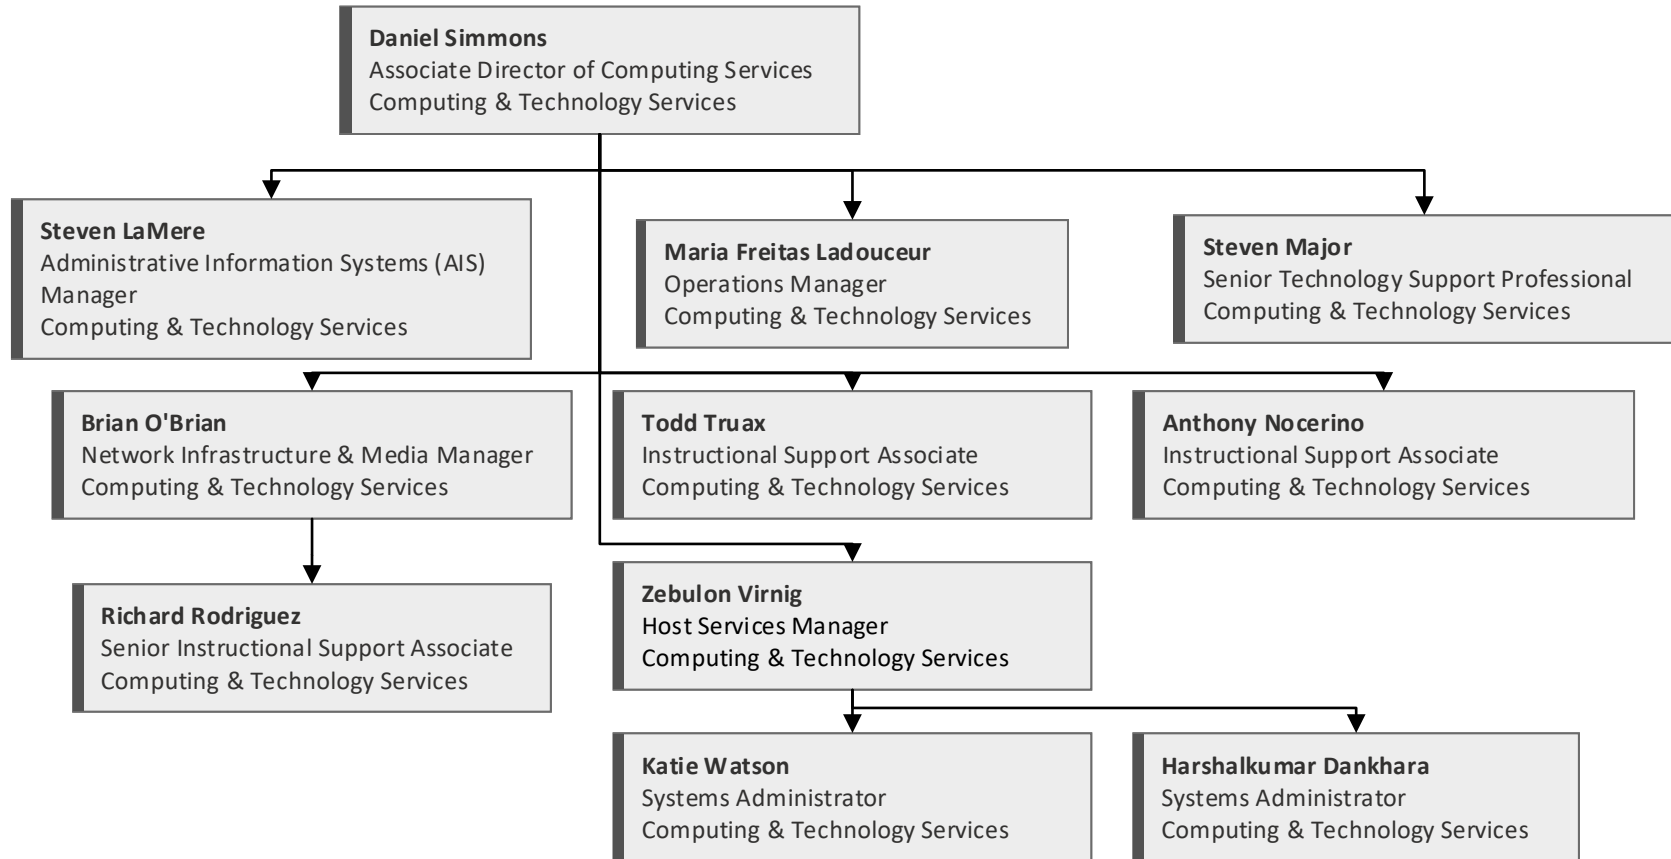 Daniel Simmons
Associate Director of Computing Services
Computing & Technology Services
Steven LaMere
Administrative Information Systems (AIS)
Manager
Computing & Technology Services
Maria Freitas Ladouceur
Operations Manager
Computing & Technology Services
Steven Major
Senior Technology Support Professional
Computing & Technology Services
Brian O'Brian
Network Infrastructure & Media Manager
Computing & Technology Services
Todd Truax
Instructional Support Associate
Computing & Technology Services
Anthony Nocerino
Instructional Support Associate
Computing & Technology Services
Richard Rodriguez
Senior Instructional Support Associate
Computing & Technology Services
Zebulon Virnig
Host Services Manager
Computing & Technology Services
Katie Watson
Systems Administrator
Computing & Technology Services
Harshalkumar Dankhara
Systems Administrator
Computing & Technology Services